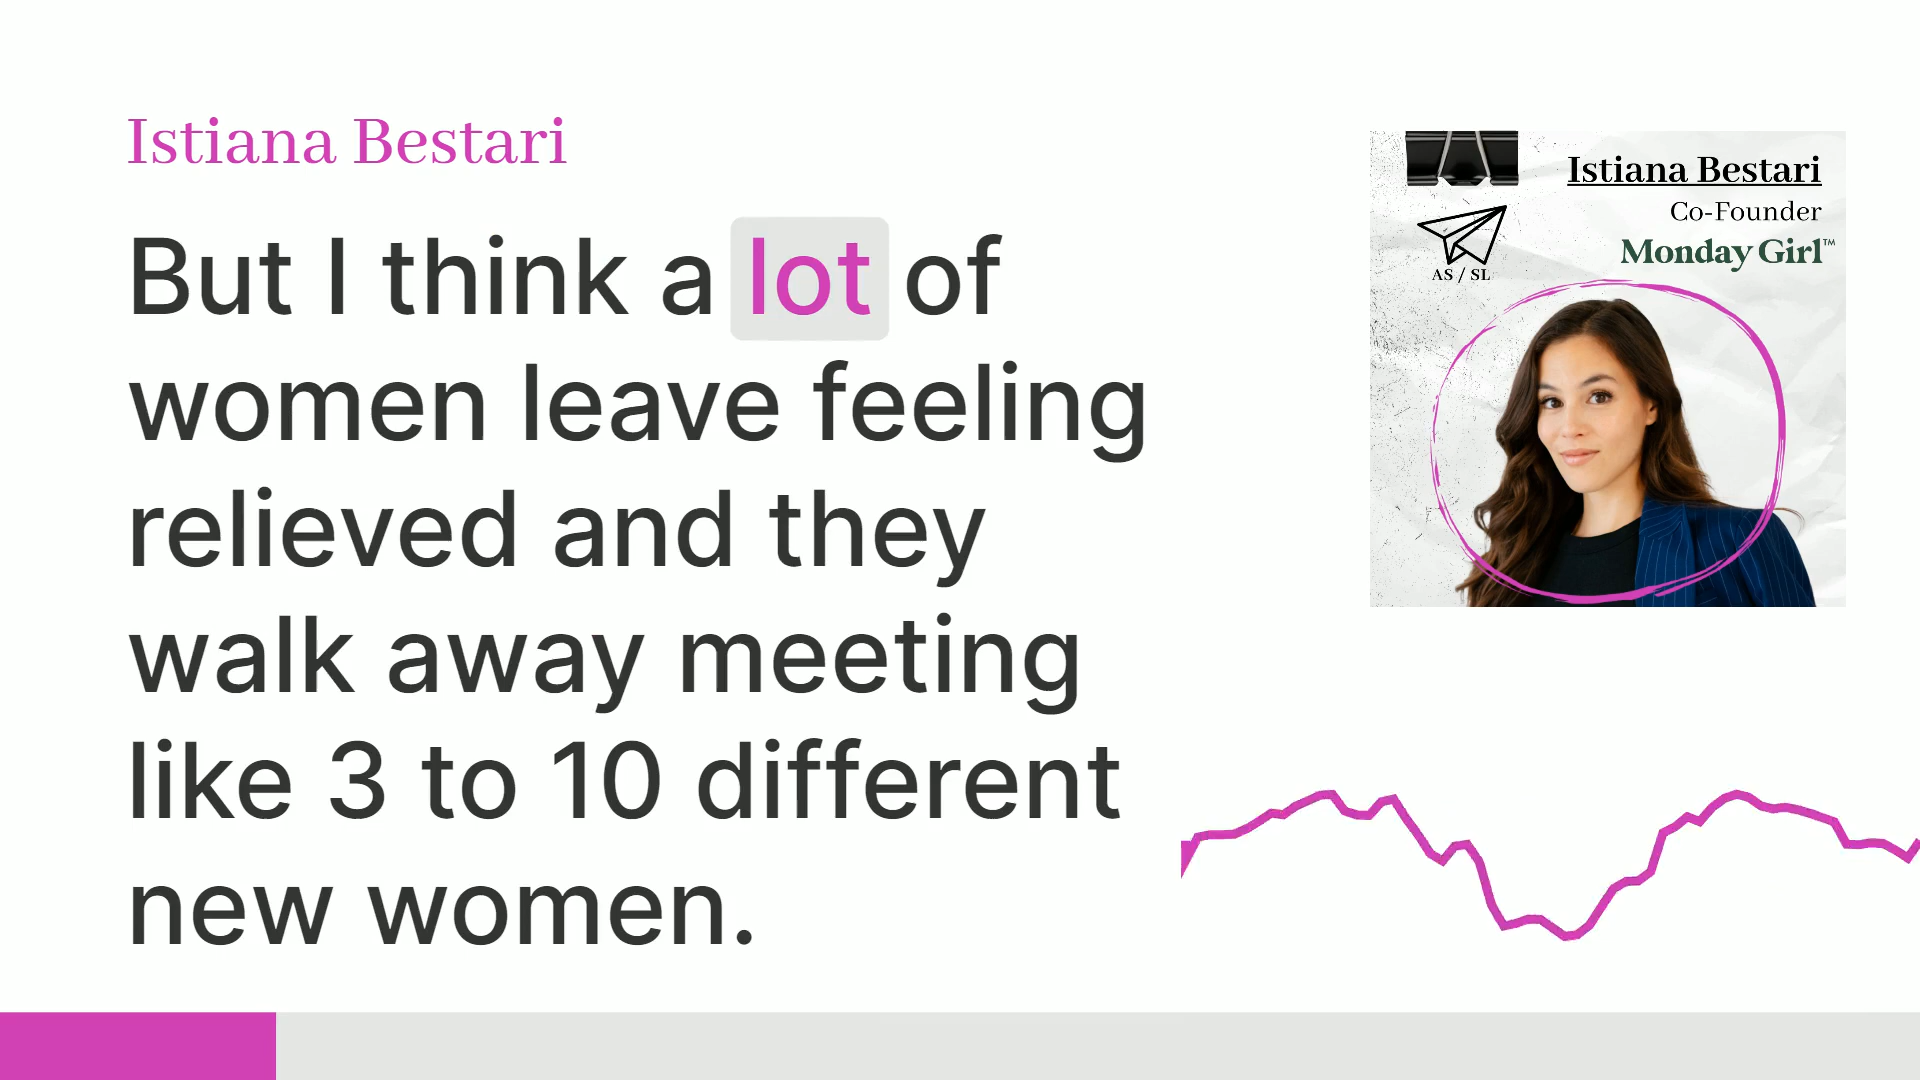 Istiana Bestari
But I think a lot of
women leave feeling
relieved and they
walk away meeting
like 3 to 10 different
new women.
Istiana Bestari
Co-Founder
Monday Girl™
AS / SL